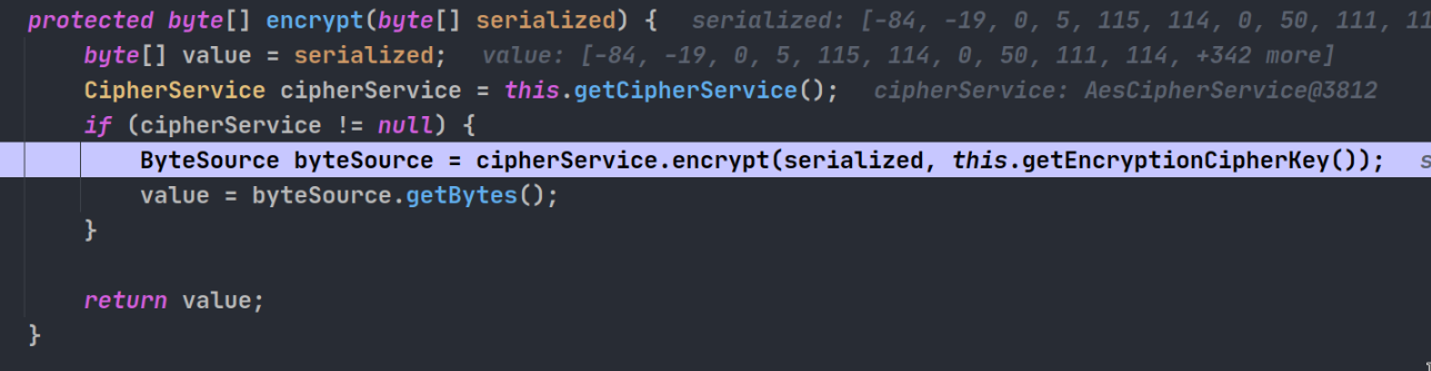 protected byte[] encrypt(byte[] serialized) {   serialized: [-84, -19, 0, 5, 115, 114, 0, 50, 111, 11
    byte[] value = serialized;   value: [-84, -19, 0, 5, 115, 114, 0, 50, 111, 114, +342 more]
    CipherService cipherService = this.getCipherService();   cipherService: AesCipherService@3812
    if (cipherService != null) {
        ByteSource byteSource = cipherService.encrypt(serialized, this.getEncryptionCipherKey());   s
        value = byteSource.getBytes();
    }
    return value;
}